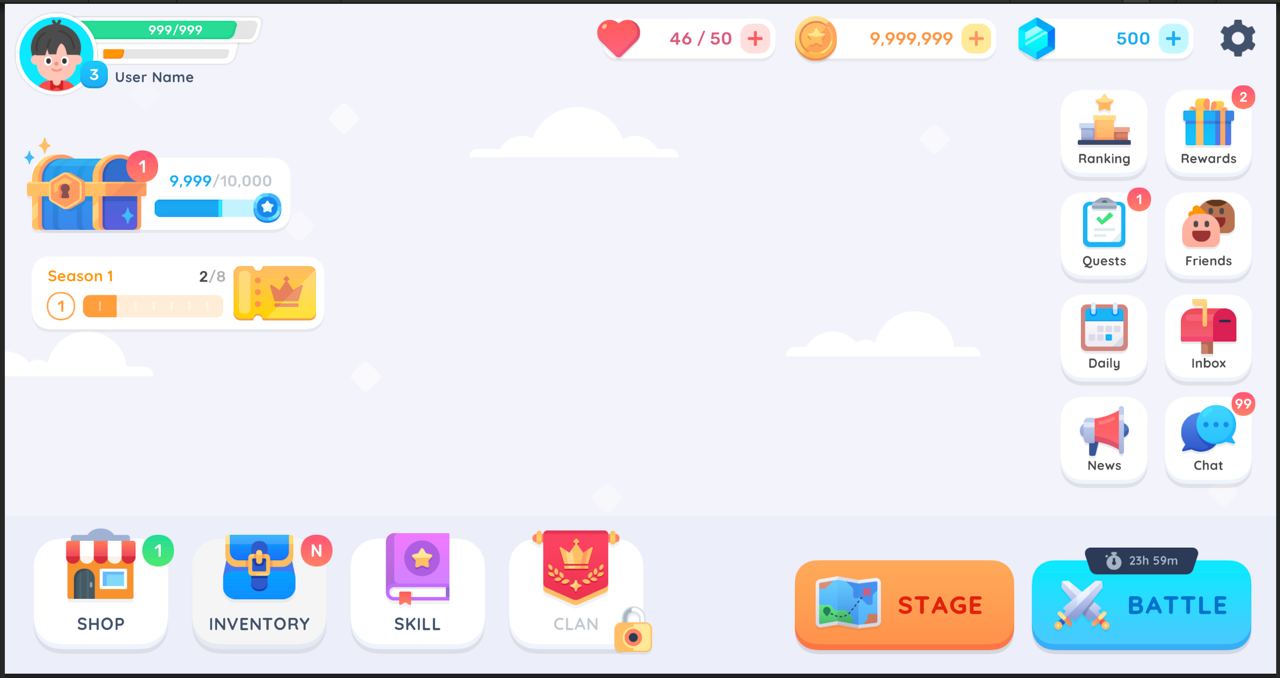 999/999
3
User Name
46 / 50
9,999,999
500
1
9,999/10,000
Season 1
2/8
1
Ranking
2
Rewards
1
Quests
Friends
Daily
Inbox
News
99
Chat
1
SHOP
N
INVENTORY
SKILL
CLAN
STAGE
23h 59m
BATTLE